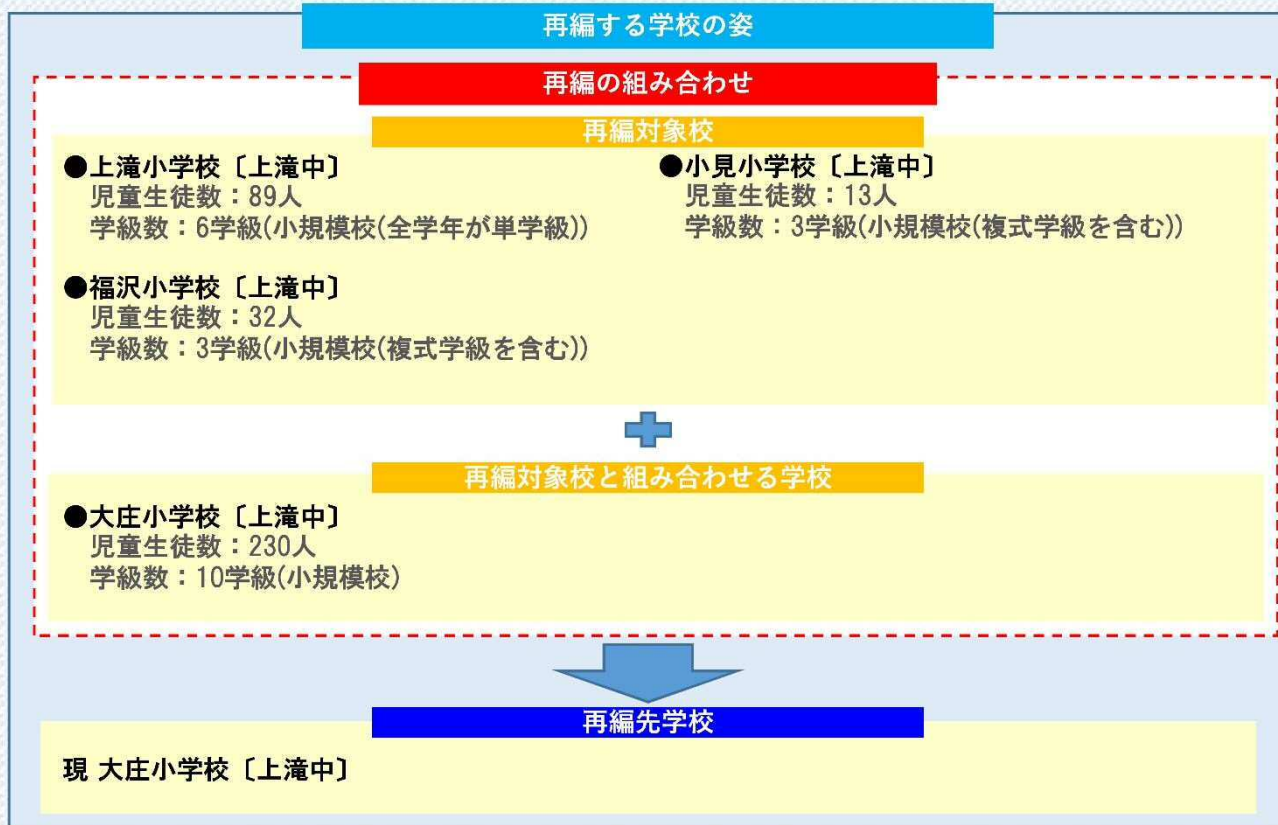 再編する学校の姿
再編の組み合わせ
再編対象校
●上滝小学校〔上滝中〕
児童生徒数：89人
学級数：6学級(小規模校(全学年が単学級))
●小見小学校〔上滝中〕
児童生徒数：13人
学級数：3学級(小規模校(複式学級を含む))
●福沢小学校〔上滝中〕
児童生徒数：32人
学級数：3学級(小規模校(複式学級を含む))
再編対象校と組み合わせる学校
●大庄小学校〔上滝中〕
児童生徒数：230人
学級数：10学級(小規模校)
再編先学校
現 大庄小学校〔上滝中〕